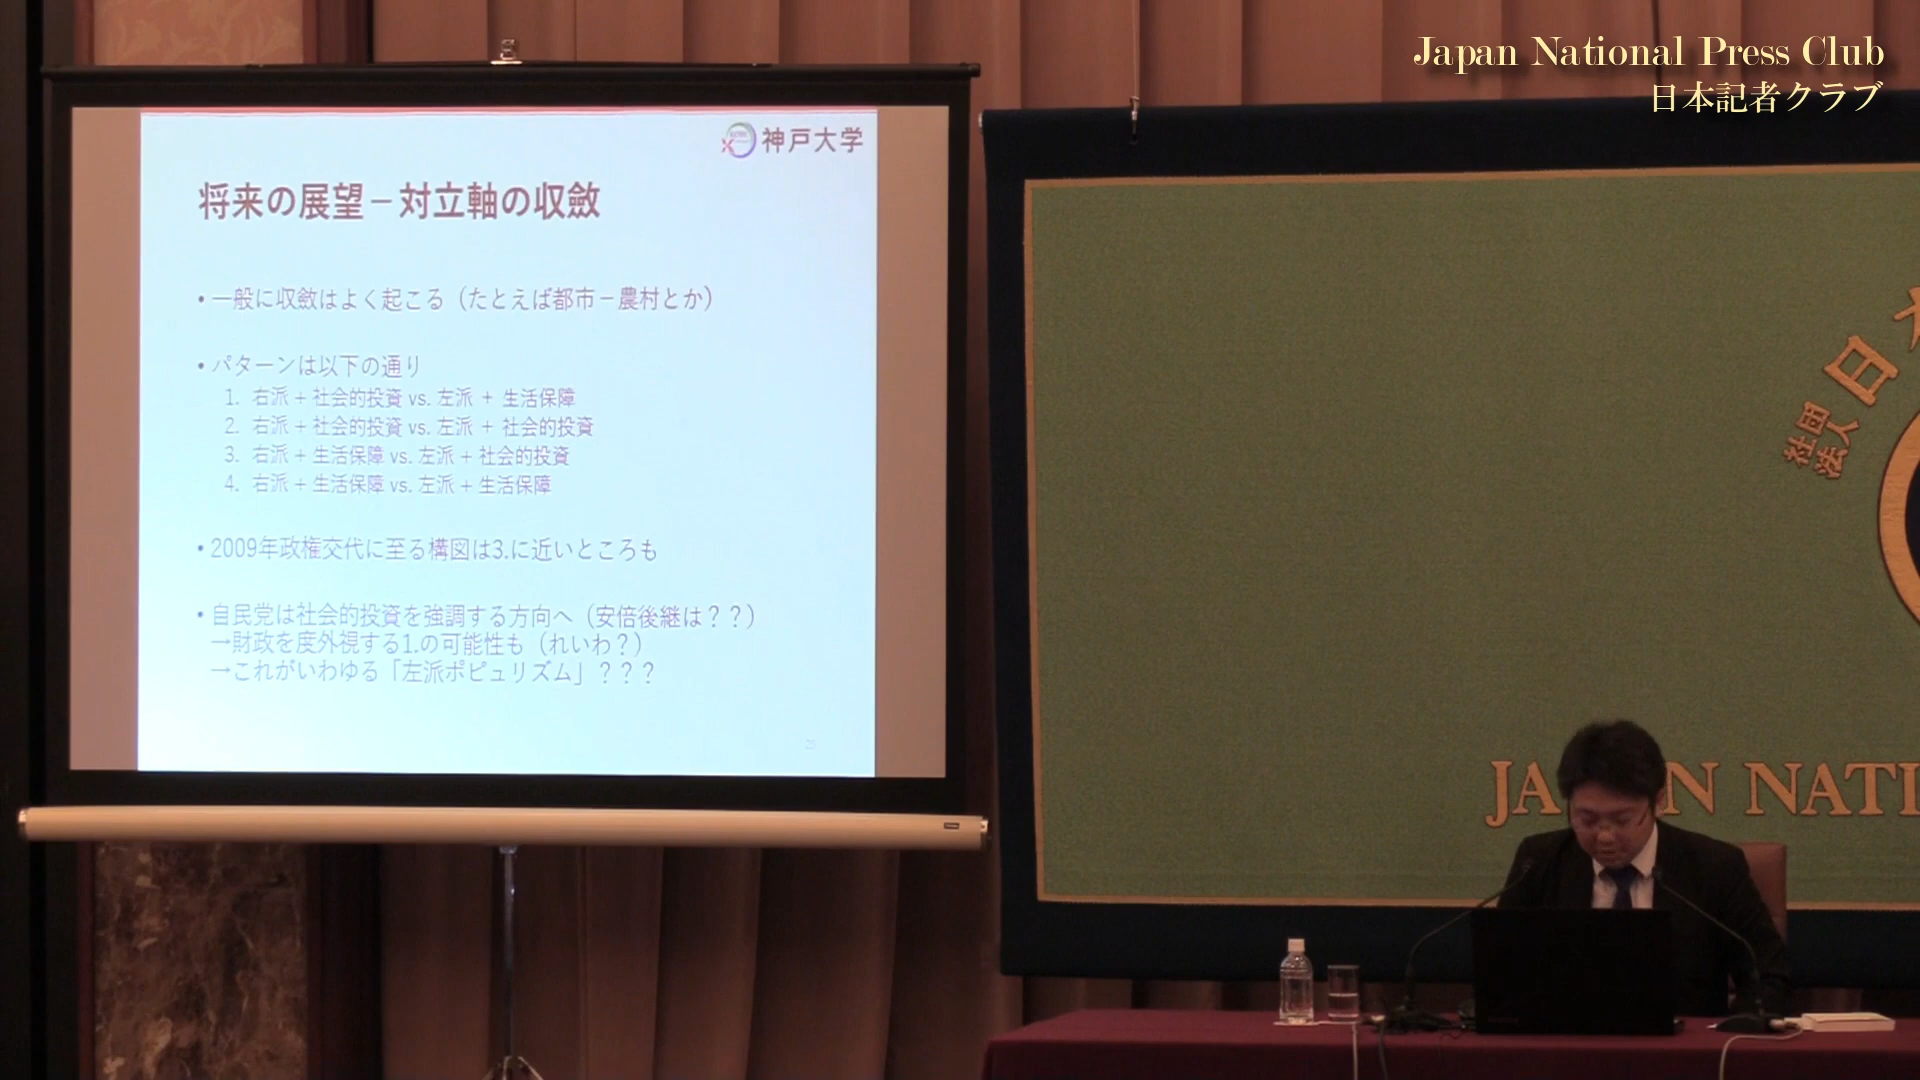 Japan National Press Club
日本記者クラブ
神戸大学
将来の展望－対立軸の収斂
• 一般に収斂はよく起こる（たとえば都市－農村とか）
• パターンは以下の通り
1. 右派 + 社会的投資 vs. 左派 + 生活保障
2. 右派 + 社会的投資 vs. 左派 + 社会的投資
3. 右派 + 生活保障 vs. 左派 + 社会的投資
4. 右派 + 生活保障 vs. 左派 + 生活保障
• 2009年政権交代に至る構図は3.に近いところも
• 自民党は社会的投資を強調する方向へ（安倍後継は？？）
→財政を度外視する1.の可能性も（れいわ？）
→これがいわゆる「左派ポピュリズム」？？？
社団法人
日
JAPAN NATI